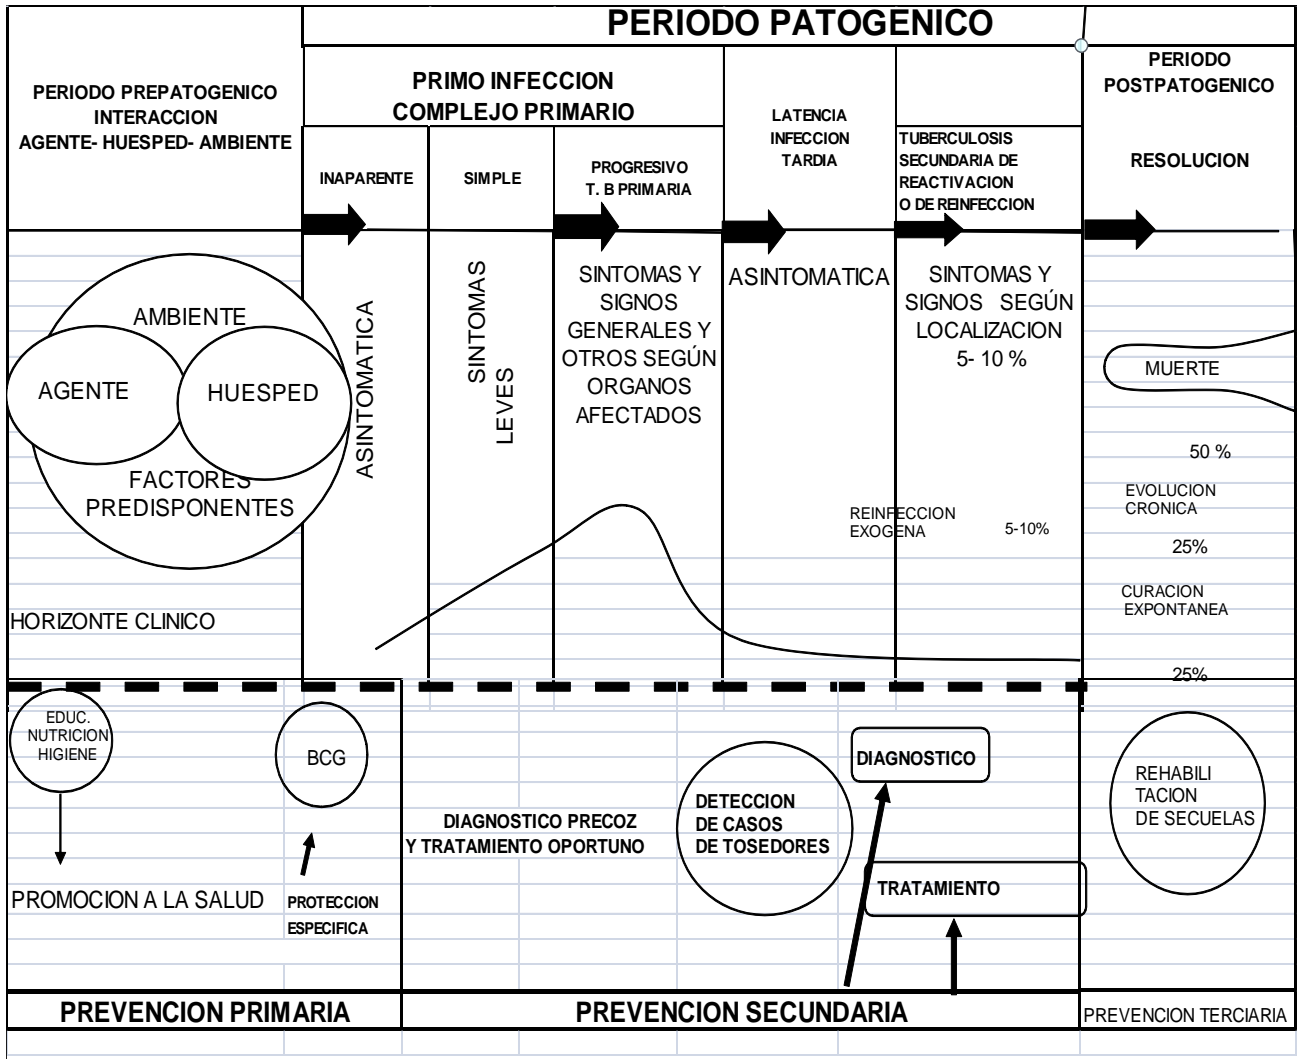 PERIODO PATOGENICO
PERIODO PREPATOGENICO
INTERACCION
AGENTE- HUESPED- AMBIENTE
PRIMO INFECCION
COMPLEJO PRIMARIO
INAPARENTE
SIMPLE
PROGRESIVO
T. B PRIMARIA
LATENCIA
INFECCION
TARDIA
TUBERCULOSIS
SECUNDARIA DE
REACTIVACION
O DE REINFECCION
PERIODO
POSTPATOGENICO
RESOLUCION
AMBIENTE
AGENTE
HUESPED
FACTORES
PREDISPONENTES
ASINTOMATICA
SINTOMAS
LEVES
SINTOMAS Y
SIGNOS
GENERALES Y
OTROS SEGÚN
ORGANOS
AFECTADOS
ASINTOMATICA
SINTOMAS Y
SIGNOS SEGÚN
LOCALIZACION
5- 10 %
REINFECCION
EXOGENA
5-10%
MUERTE
50 %
EVOLUCION
CRONICA
25%
CURACION
EXPONTANEA
25%
HORIZONTE CLINICO
EDUC.
NUTRICION
HIGIENE
PROMOCION A LA SALUD
BCG
PROTECCION
ESPECIFICA
DIAGNOSTICO PRECOZ
Y TRATAMIENTO OPORTUNO
DETECCION
DE CASOS
DE TOSEDORES
DIAGNOSTICO
TRATAMIENTO
REHABILI
TACION
DE SECUELAS
PREVENCION PRIMARIA
PREVENCION SECUNDARIA
PREVENCION TERCIARIA